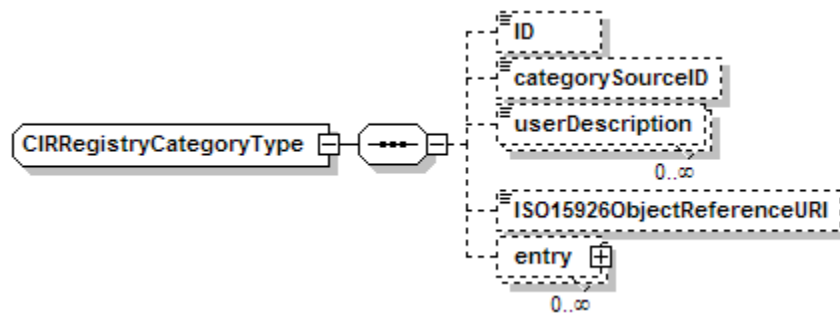 ID
categorySourceID
CIRRegistryCategoryType
userDescription
0..∞
ISO15926ObjectReferenceURI
entry
0..∞